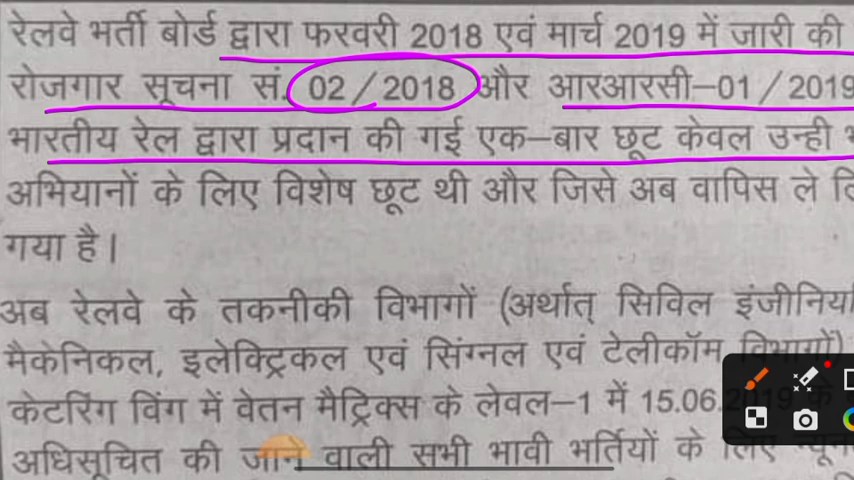 रेलवे भर्ती बोर्ड द्वारा फरवरी 2018 एवं मार्च 2019 में जारी की
रोजगार सूचना सं. 02/2018 और आरआरसी-01/2019
भारतीय रेल द्वारा प्रदान की गई एक-बार छूट केवल उन्ही
अभियानों के लिए विशेष छूट थी और जिसे अब वापिस ले
गया है।
अब रेलवे के तकनीकी विभागों (अर्थात् सिविल
मैकेनिकल, इलेक्ट्रिकल एवं सिंग्नल एवं टेलीकॉम विभागों)
केटरिंग विंग में वेतन मैट्रिक्स के लेवल-1 में 15.06.2019 के
अधिसूचित की जाने वाली सभी भावी भर्तियों के लिए